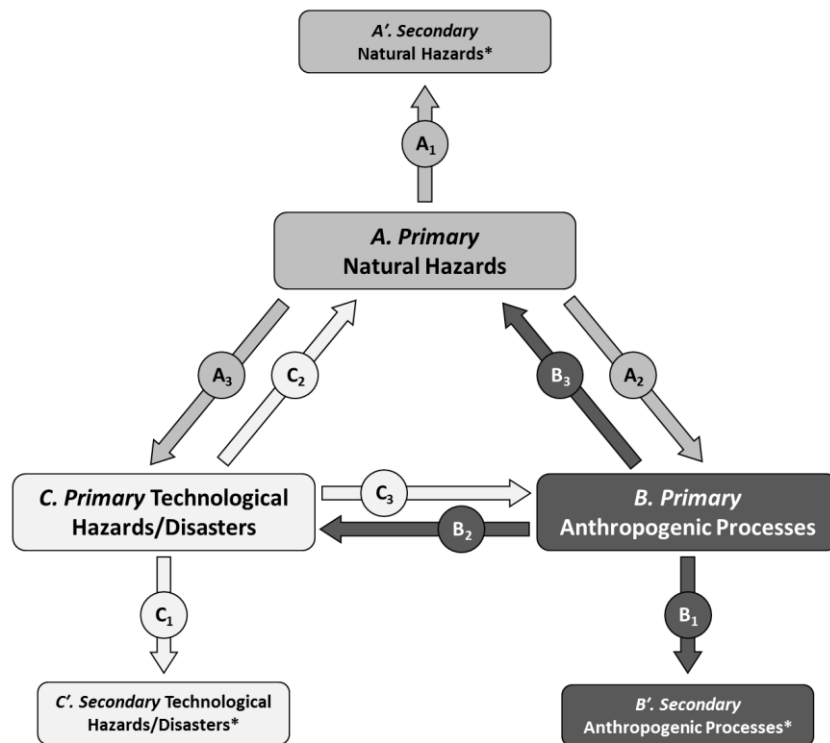 A'. Secondary
Natural Hazards*
A₁
A. Primary
Natural Hazards
A₃
C₂
B₃
A₂
C. Primary Technological
Hazards/Disasters
C₃
B₂
B. Primary
Anthropogenic Processes
C₁
B₁
C'. Secondary Technological
Hazards/Disasters*
B'. Secondary
Anthropogenic Processes*